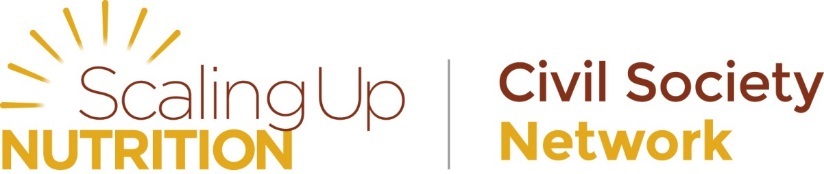 Scaling Up
NUTRITION
Civil Society
Network